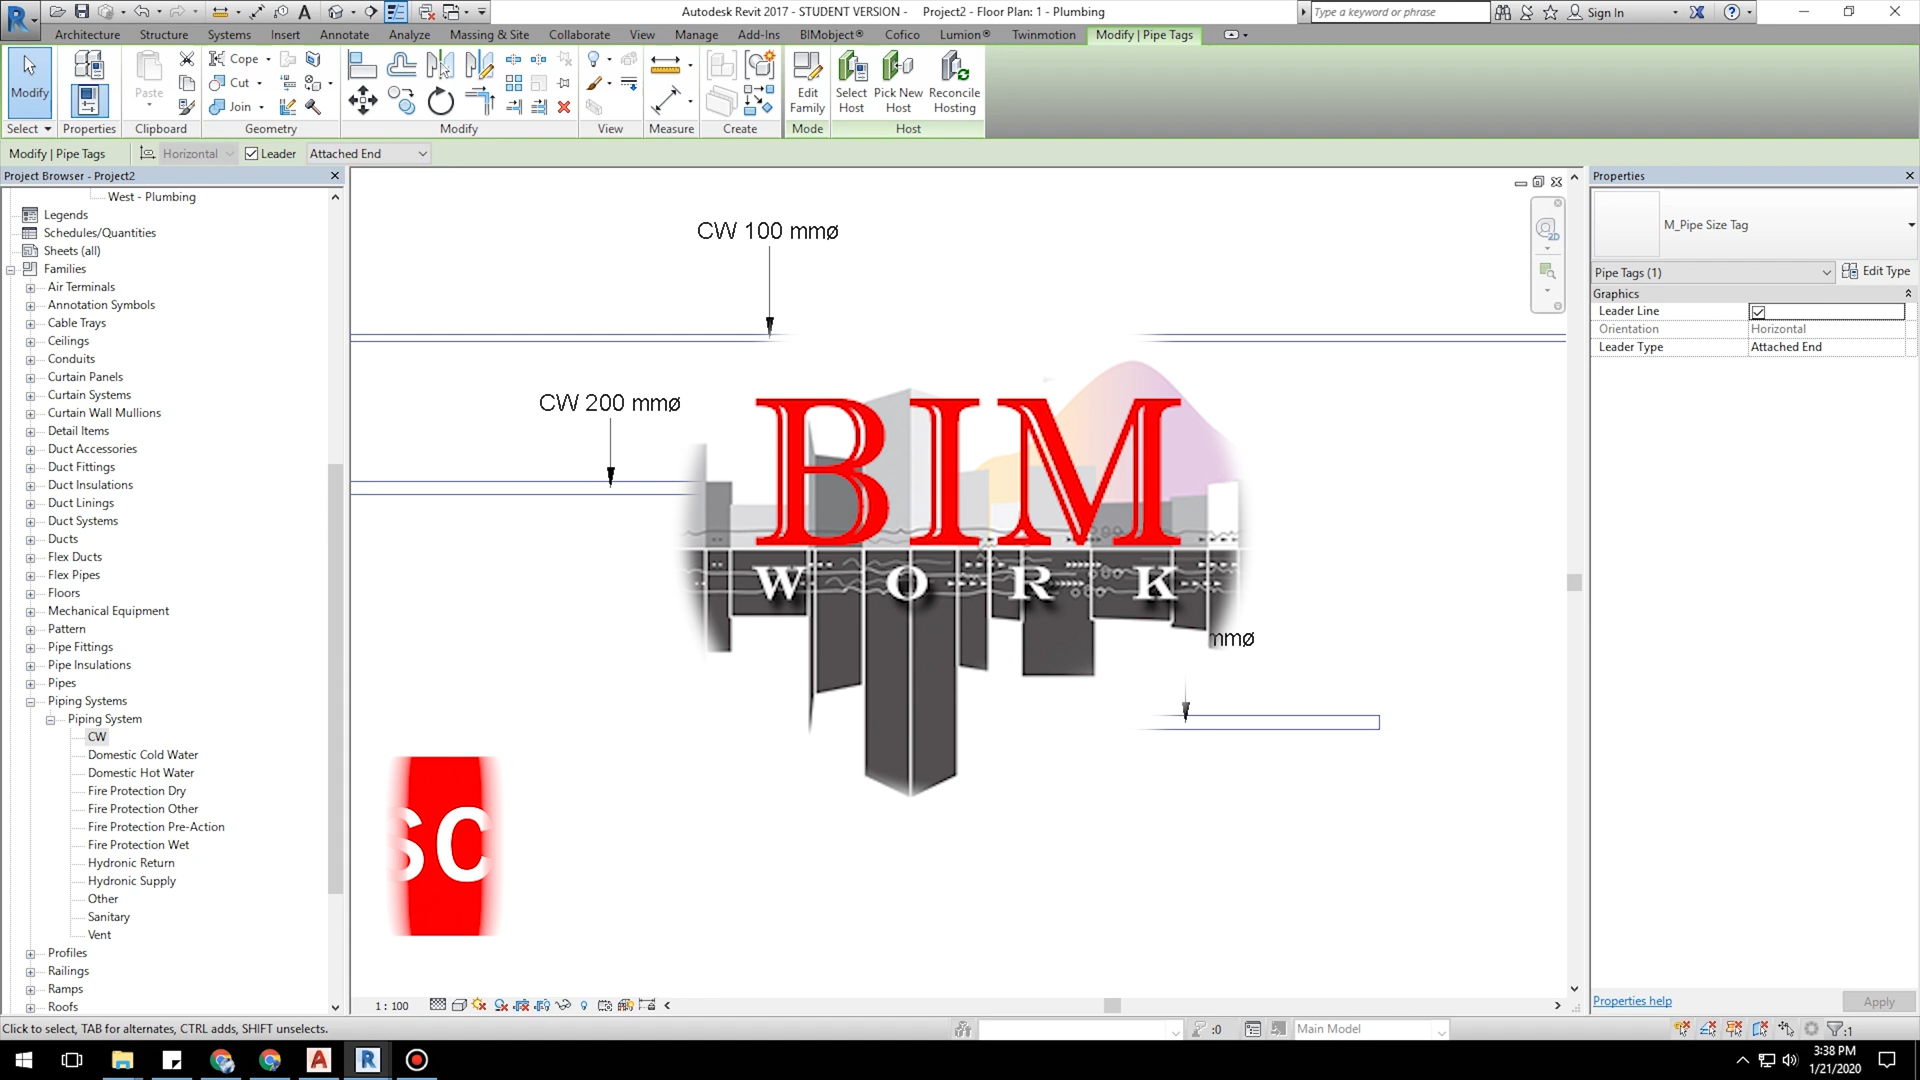 Autodesk Revit 2017 - STUDENT VERSION - Project2 - Floor Plan: 1 - Plumbing
Type a keyword or phrase
Sign In
Architecture Structure Systems Insert Annotate Analyze Massing & Site Collaborate View Manage Add-Ins BIMobject® Cofico Lumion® Twinmotion Modify | Pipe Tags
Modify
Paste
Cope
Cut
Join
Edit Family
Select Host
Pick New Host
Reconcile Hosting
Select Properties Clipboard Geometry Modify View Measure Create Mode Host
Modify | Pipe Tags Horizontal Leader Attached End
Project Browser - Project2
West - Plumbing
Legends
Schedules/Quantities
Sheets (all)
Families
Air Terminals
Annotation Symbols
Cable Trays
Ceilings
Conduits
Curtain Panels
Curtain Systems
Curtain Wall Mullions
Detail Items
Duct Accessories
Duct Fittings
Duct Insulations
Duct Linings
Duct Systems
Ducts
Flex Ducts
Flex Pipes
Floors
Mechanical Equipment
Pattern
Pipe Fittings
Pipe Insulations
Pipes
Piping Systems
Piping System
CW
Domestic Cold Water
Domestic Hot Water
Fire Protection Dry
Fire Protection Other
Fire Protection Pre-Action
Fire Protection Wet
Hydronic Return
Hydronic Supply
Other
Sanitary
Vent
Profiles
Railings
Ramps
Roofs
CW 100 mmø
CW 200 mmø
BIM
WORK
mmø
SC
2D
1 : 100
Properties
M_Pipe Size Tag
Pipe Tags (1)
Edit Type
Graphics
Leader Line
Orientation Horizontal
Leader Type Attached End
Properties help
Apply
Click to select, TAB for alternates, CTRL adds, SHIFT unselects.
:0
Main Model
:1
3:38 PM
1/21/2020